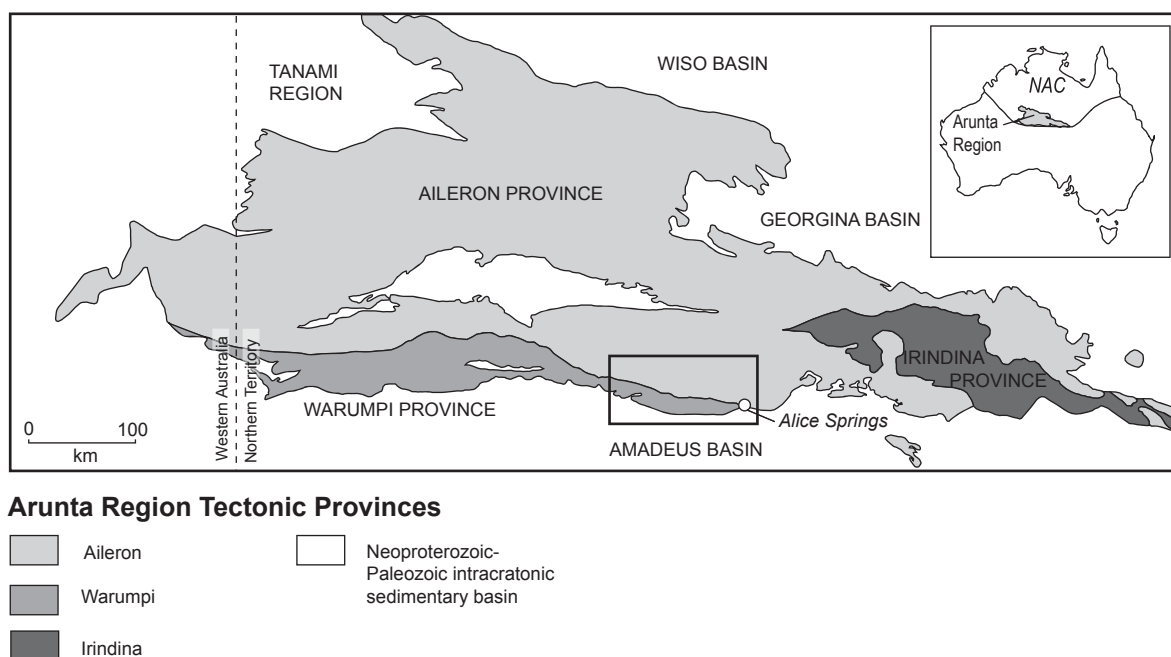 TANAMI
REGION
WISO BASIN
NAC
Arunta
Region
AILERON PROVINCE
GEORGINA BASIN
IRINDINA
PROVINCE
Western Australia
Northern Territory
WARUMPI PROVINCE
Alice Springs
AMADEUS BASIN
0 100
km
Arunta Region Tectonic Provinces
Aileron
Warumpi
Irindina
Neoproterozoic-
Paleozoic intracratonic
sedimentary basin